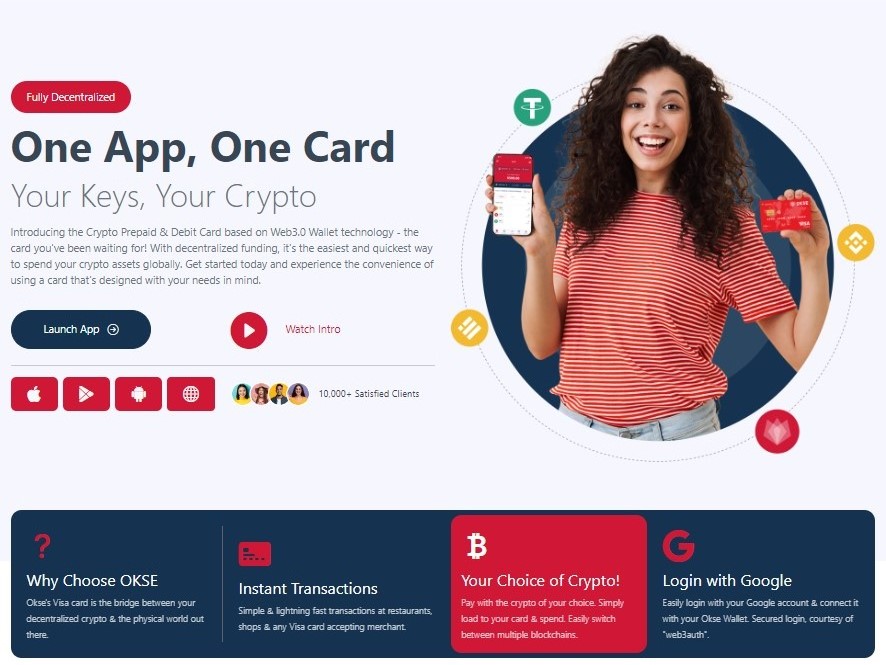 Fully Decentralized
One App, One Card
Your Keys, Your Crypto
Introducing the Crypto Prepaid & Debit Card based on Web3.0 Wallet technology - the
card you've been waiting for! With decentralized funding, it's the easiest and quickest way
to spend your crypto assets globally. Get started today and experience the convenience of
using a card that's designed with your needs in mind.
Launch App
Watch Intro
10,000+ Satisfied Clients
OKSE
VISA
Why Choose OKSE
Okse's Visa card is the bridge between your
decentralized crypto & the physical world out
there.
Instant Transactions
Simple & lightning fast transactions at restaurants,
shops & any Visa card accepting merchant.
Your Choice of Crypto!
Pay with the crypto of your choice. Simply
load to your card & spend. Easily switch
between multiple blockchains.
Login with Google
Easily login with your Google account & connect it
with your Okse Wallet. Secured login, courtesy of
"web3auth".